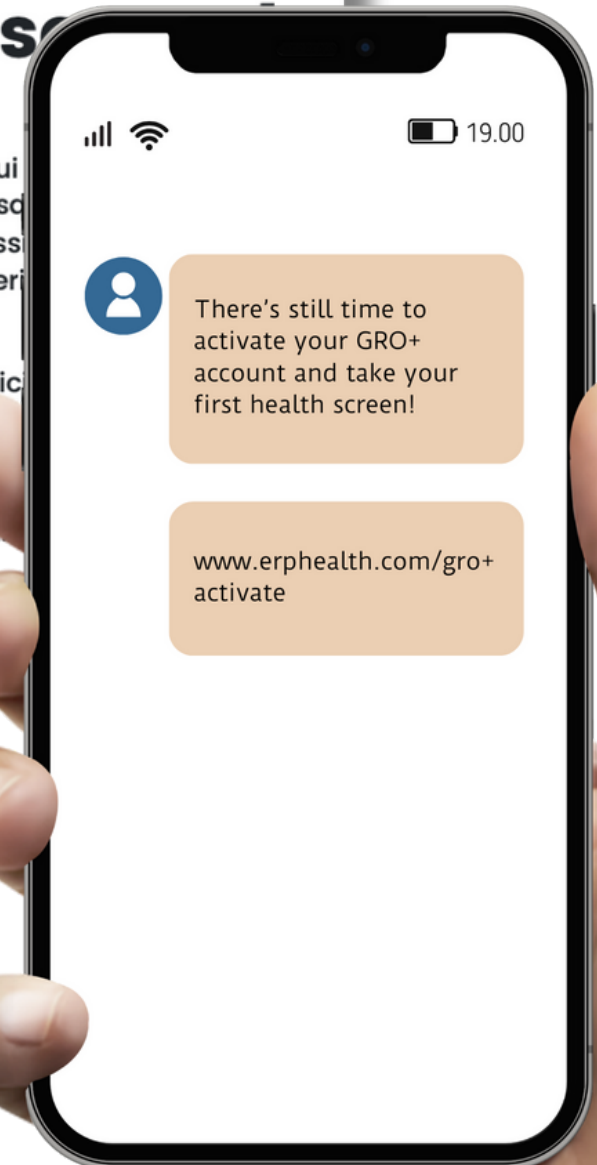 19.00
There's still time to
activate your GRO+
account and take your
first health screen!
www.erphealth.com/gro+
activate